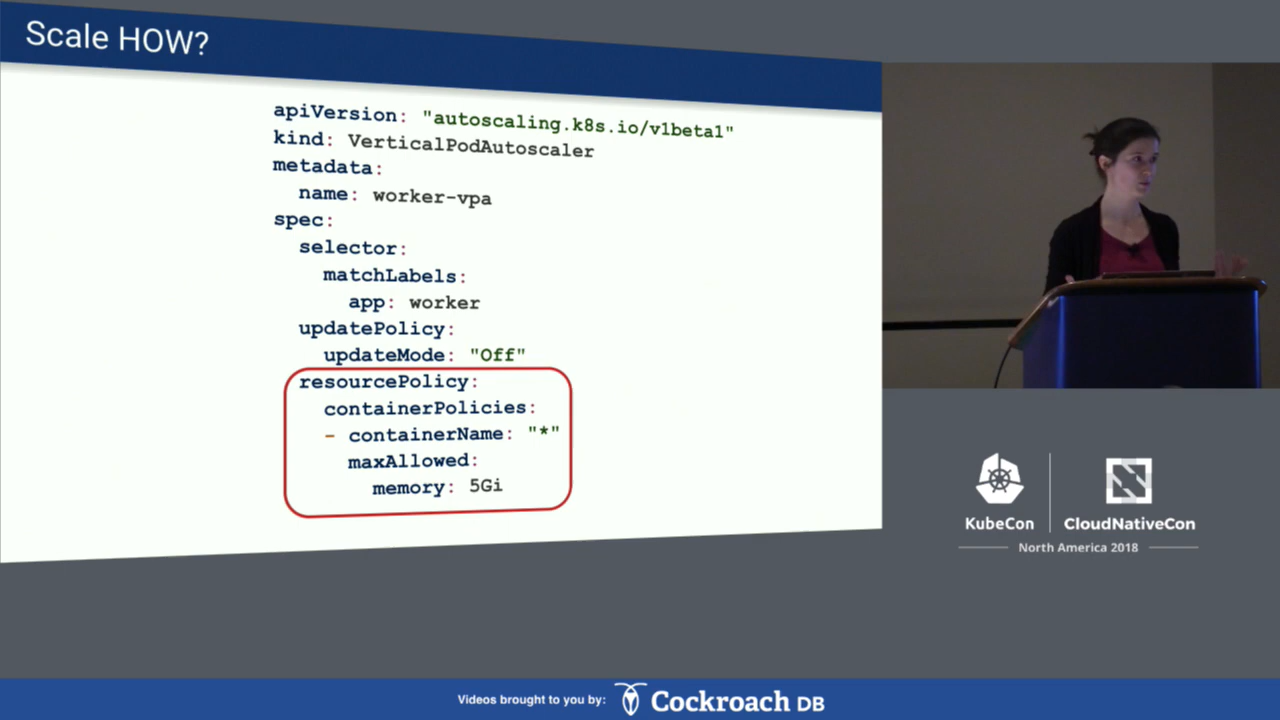 Scale HOW?
apiVersion: "autoscaling.k8s.io/v1beta1"
kind: VerticalPodAutoscaler
metadata:
  name: worker-vpa
spec:
  selector:
    matchLabels:
      app: worker
  updatePolicy:
    updateMode: "Off"
  resourcePolicy:
    containerPolicies:
    - containerName: "*"
      maxAllowed:
        memory: 5Gi
KubeCon
CloudNativeCon
North America 2018
Videos brought to you by:
Cockroach DB